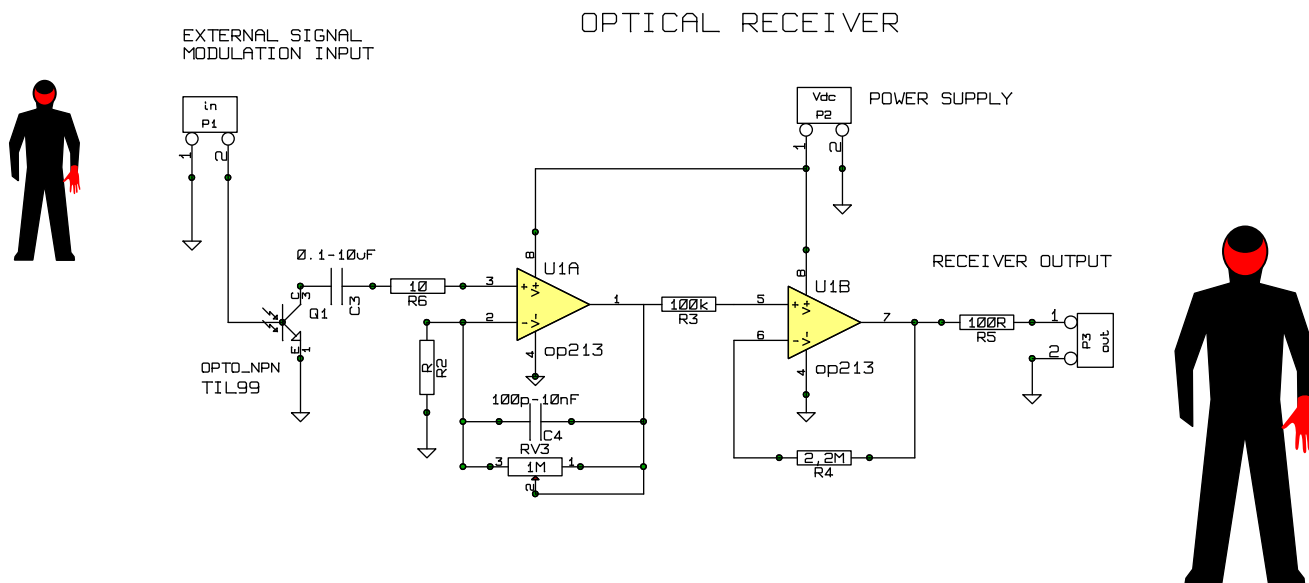 OPTICAL RECEIVER
EXTERNAL SIGNAL
MODULATION INPUT
in
P1
1
2
Vdc
P2
1
2
POWER SUPPLY
0.1-10uF
C3
C
3
Q1
E
1
OPTO_NPN
TIL99
10
R6
3
2
8
U1A
+
V+
-
V-
4
op213
1
R
R2
100p-10nF
C4
RV3
3
1M
1
2
100k
R3
5
6
8
U1B
+
V+
-
V-
4
op213
7
2,2M
R4
RECEIVER OUTPUT
100R
R5
1
2
P3
out